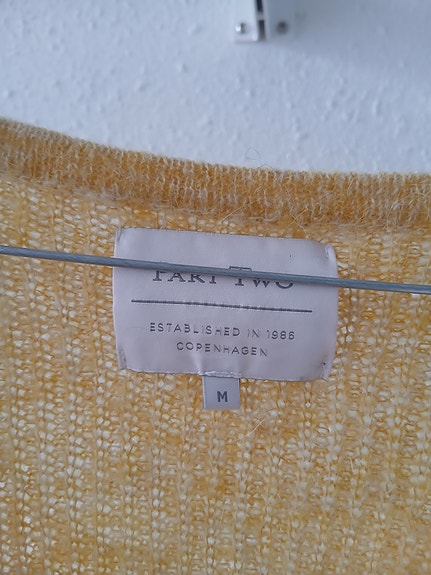 PART TWO
ESTABLISHED IN 1986
COPENHAGEN
M